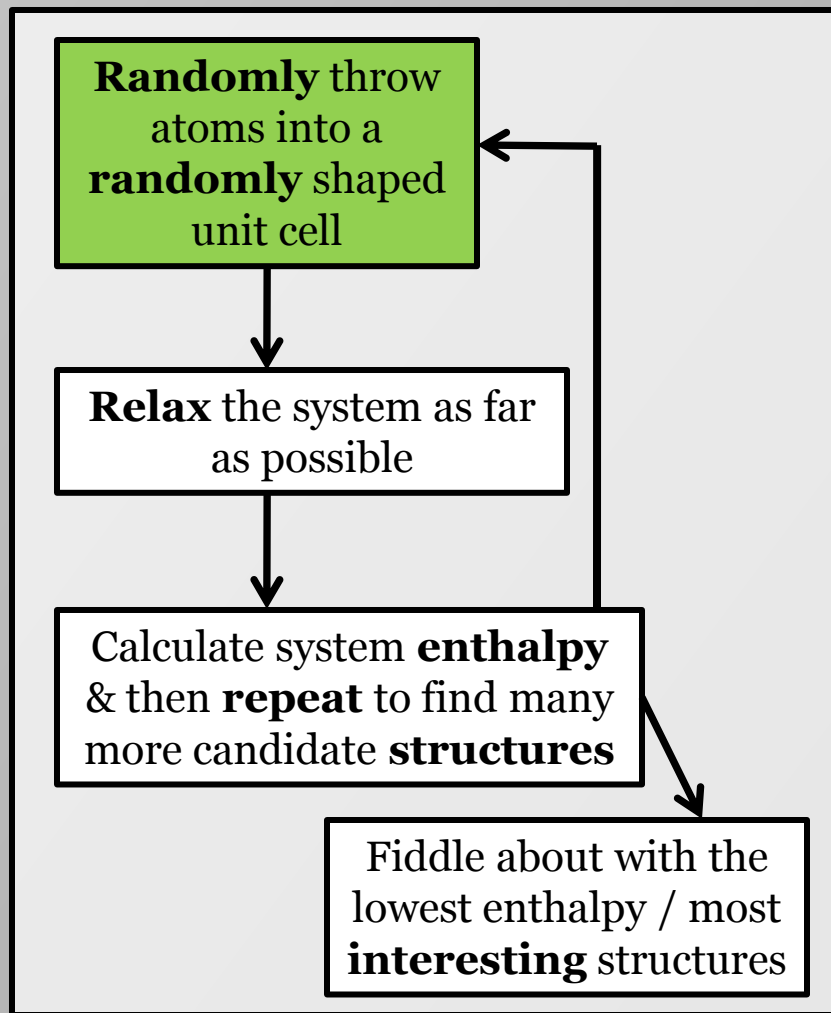 Randomly throw
atoms into a
randomly shaped
unit cell
Relax the system as far
as possible
Calculate system enthalpy
& then repeat to find many
more candidate structures
Fiddle about with the
lowest enthalpy / most
interesting structures